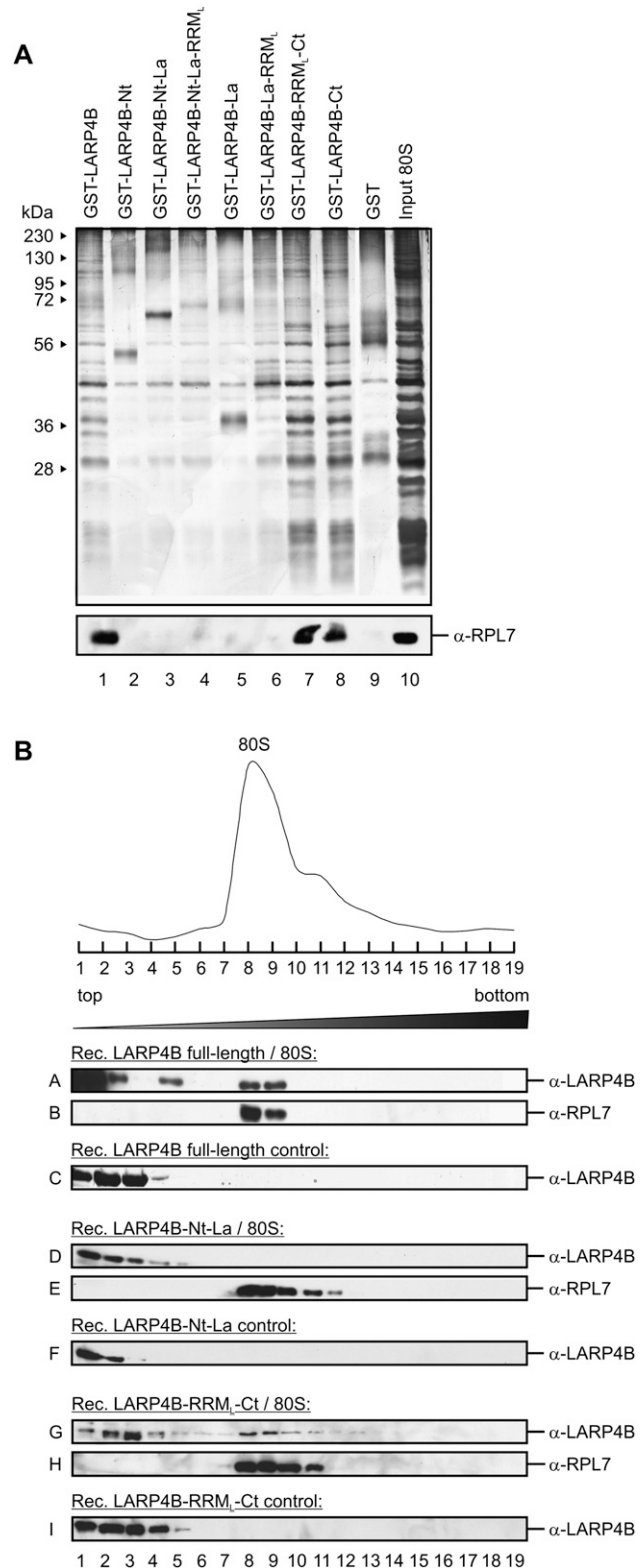 A
GST-LARP4B
GST-LARP4B-Nt
GST-LARP4B-Nt-La
GST-LARP4B-Nt-La-RRML
GST-LARP4B-La
GST-LARP4B-La-RRML
GST-LARP4B-RRML-Ct
GST-LARP4B-Ct
GST
Input 80S
kDa
230
130
95
72
56
36
28
α-RPL7
1 2 3 4 5 6 7 8 9 10
B
80S
1 2 3 4 5 6 7 8 9 10 11 12 13 14 15 16 17 18 19
top bottom
Rec. LARP4B full-length / 80S:
A α-LARP4B
B α-RPL7
Rec. LARP4B full-length control:
C α-LARP4B
Rec. LARP4B-Nt-La / 80S:
D α-LARP4B
E α-RPL7
Rec. LARP4B-Nt-La control:
F α-LARP4B
Rec. LARP4B-RRML-Ct / 80S:
G α-LARP4B
H α-RPL7
Rec. LARP4B-RRML-Ct control:
I α-LARP4B
1 2 3 4 5 6 7 8 9 10 11 12 13 14 15 16 17 18 19